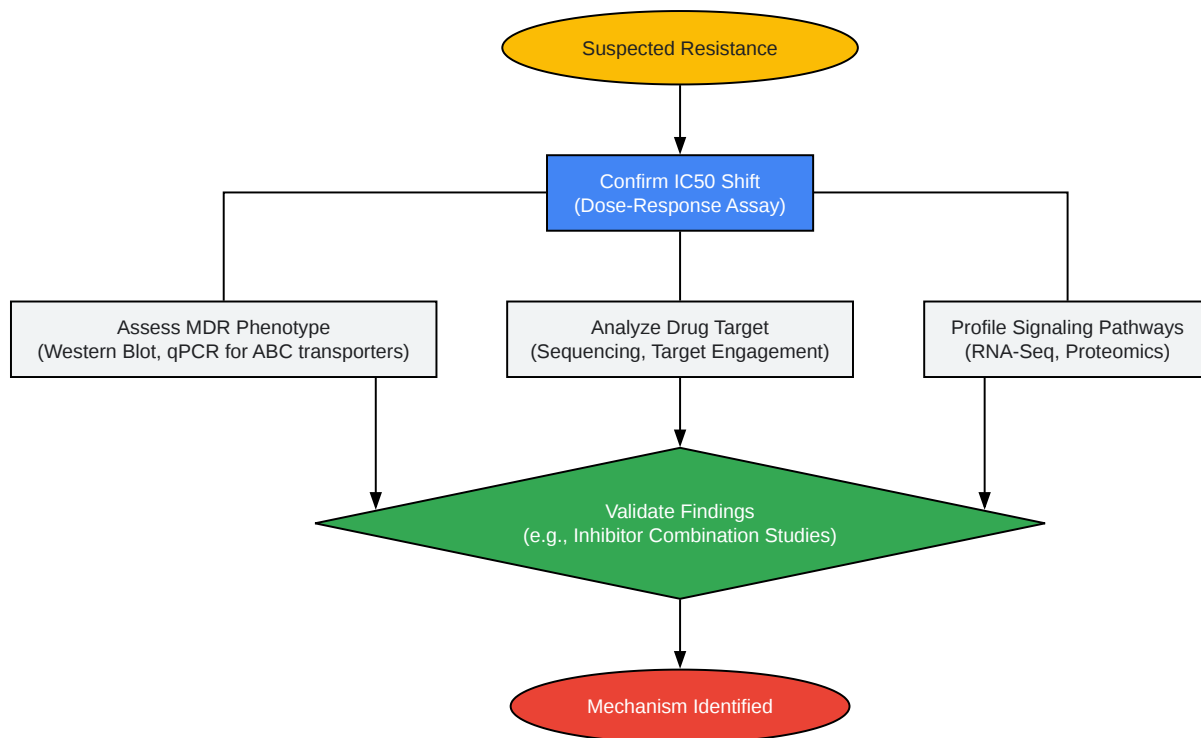 Suspected Resistance
Confirm IC50 Shift
(Dose-Response Assay)
Assess MDR Phenotype
(Western Blot, qPCR for ABC transporters)
Analyze Drug Target
(Sequencing, Target Engagement)
Profile Signaling Pathways
(RNA-Seq, Proteomics)
Validate Findings
(e.g., Inhibitor Combination Studies)
Mechanism Identified